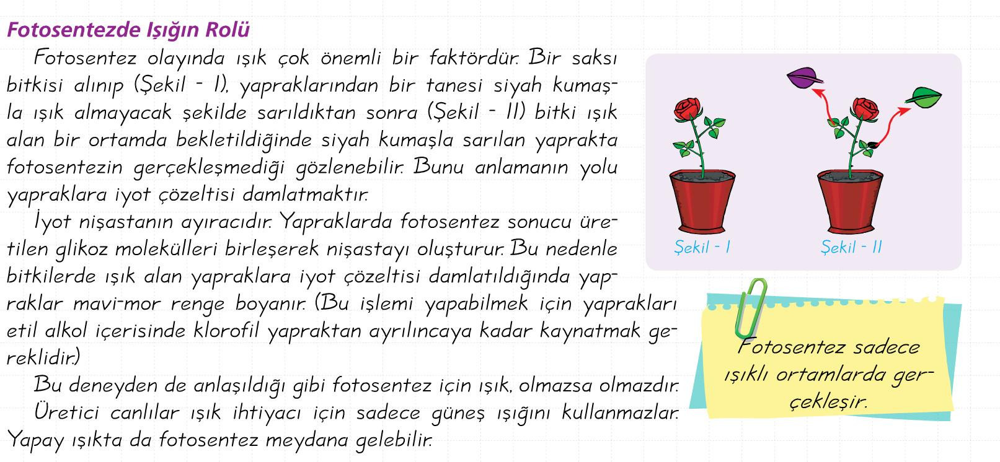 Fotosentezde Işığın Rolü
Fotosentez olayında ışık çok önemli bir faktördür. Bir saksı
bitkisi alınıp (Şekil - I), yapraklarından bir tanesi siyah kumaş-
la ışık almayacak şekilde sarıldıktan sonra (Şekil - II) bitki ışık
alan bir ortamda bekletildiğinde siyah kumaşla sarılan yaprakta
fotosentezin gerçekleşmediği gözlenebilir. Bunu anlamanın yolu
yapraklara iyot çözeltisi damlatmaktır.
İyot nişastanın ayıracıdır. Yapraklarda fotosentez sonucu üre-
tilen glikoz molekülleri birleşerek nişastayı oluşturur. Bu nedenle
bitkilerde ışık alan yapraklara iyot çözeltisi damlatıldığında yap-
raklar mavi-mor renge boyanır. (Bu işlemi yapabilmek için yaprakları
etil alkol içerisinde klorofil yapraktan ayrılıncaya kadar kaynatmak ge-
reklidir.)
Bu deneyden de anlaşıldığı gibi fotosentez için ışık, olmazsa olmazdır.
Üretici canlılar ışık ihtiyacı için sadece güneş ışığını kullanmazlar.
Yapay ışıkta da fotosentez meydana gelebilir.
Şekil - I
Şekil - II
Fotosentez sadece
ışıklı ortamlarda ger-
çekleşir.